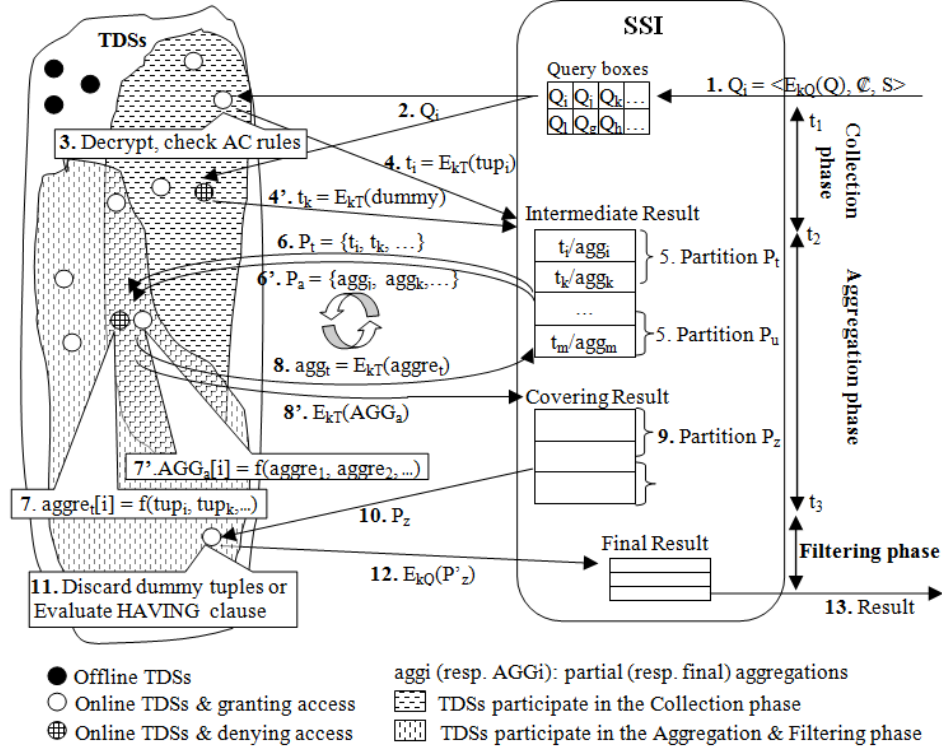 TDSs
SSI
Query boxes
Qi Qj Qk ...
Ql Qg Qh ...
1. Qi = <EkQ(Q), ₵, S>
2. Qi
3. Decrypt, check AC rules
4. ti = EkT(tupi)
4'. tk = EkT(dummy)
t1
Collection phase
t2
Intermediate Result
ti/aggi
tk/aggk
...
tm/aggm
5. Partition Pt
5. Partition Pu
6. Pt = {ti, tk, ...}
6'. Pa = {aggi, aggk,...}
8. aggt = EkT(aggret)
8'. EkT(AGGa)
Aggregation phase
Covering Result
9. Partition Pz
7'.AGGa[i] = f(aggre1, aggre2,...)
7. aggret[i] = f(tupi, tupk,...)
10. Pz
t3
Filtering phase
Final Result
11. Discard dummy tuples or
Evaluate HAVING clause
12. EkQ(P'z)
13. Result
Offline TDSs
Online TDSs & granting access
Online TDSs & denying access
aggi (resp. AGGi): partial (resp. final) aggregations
TDSs participate in the Collection phase
TDSs participate in the Aggregation & Filtering phase